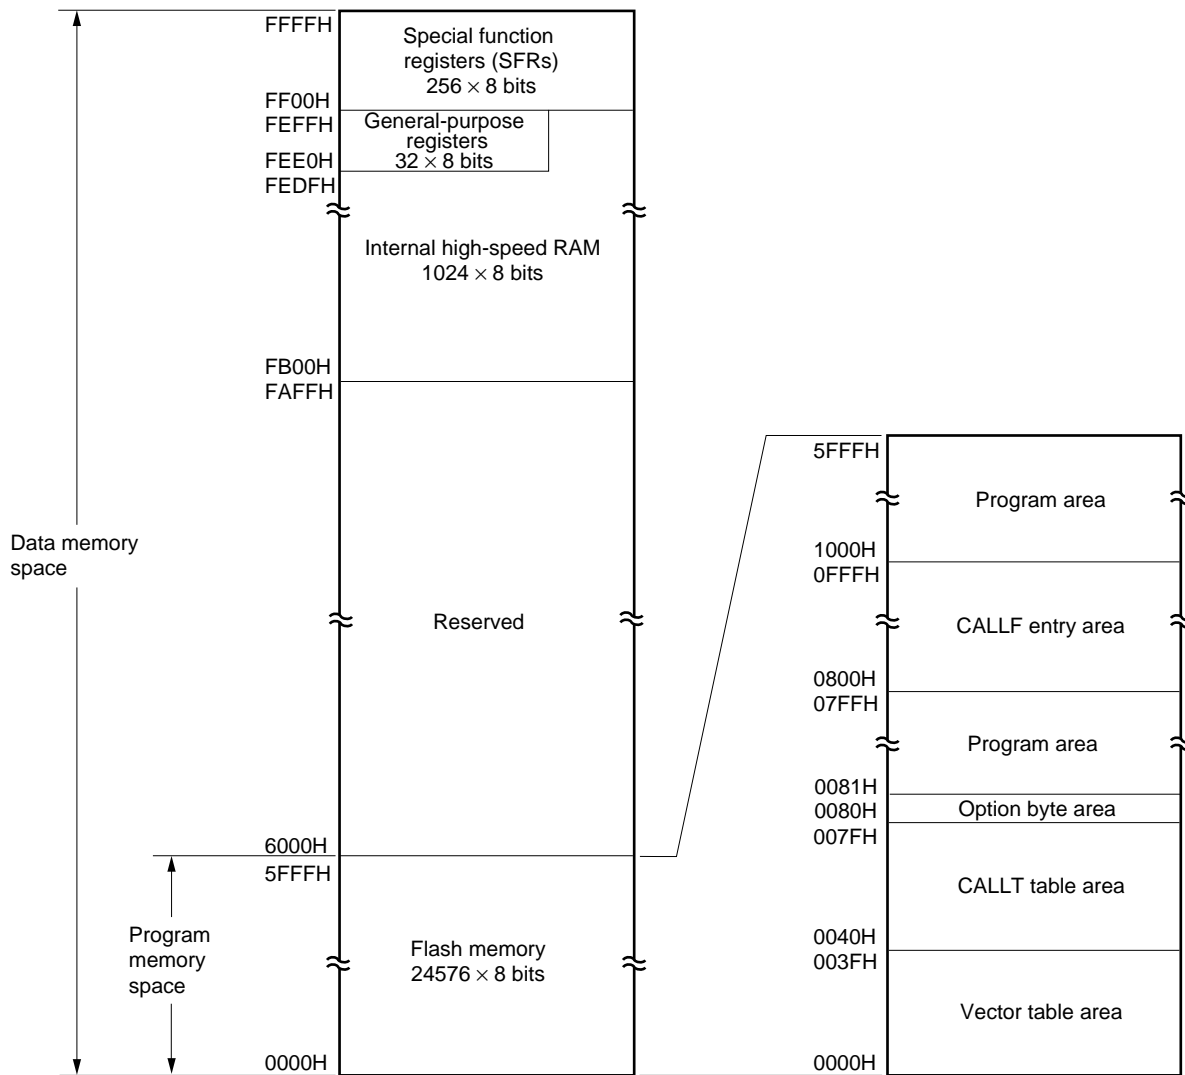 FFFFH
Special function
registers (SFRs)
256 × 8 bits
FF00H
FEFFH
General-purpose
registers
32 × 8 bits
FEE0H
FEDFH
Internal high-speed RAM
1024 × 8 bits
FB00H
FAFFH
Data memory
space
Reserved
6000H
5FFFH
Program
memory
space
Flash memory
24576 × 8 bits
0000H
5FFFH
Program area
1000H
0FFFH
CALLF entry area
0800H
07FFH
Program area
0081H
0080H
Option byte area
007FH
CALLT table area
0040H
003FH
Vector table area
0000H